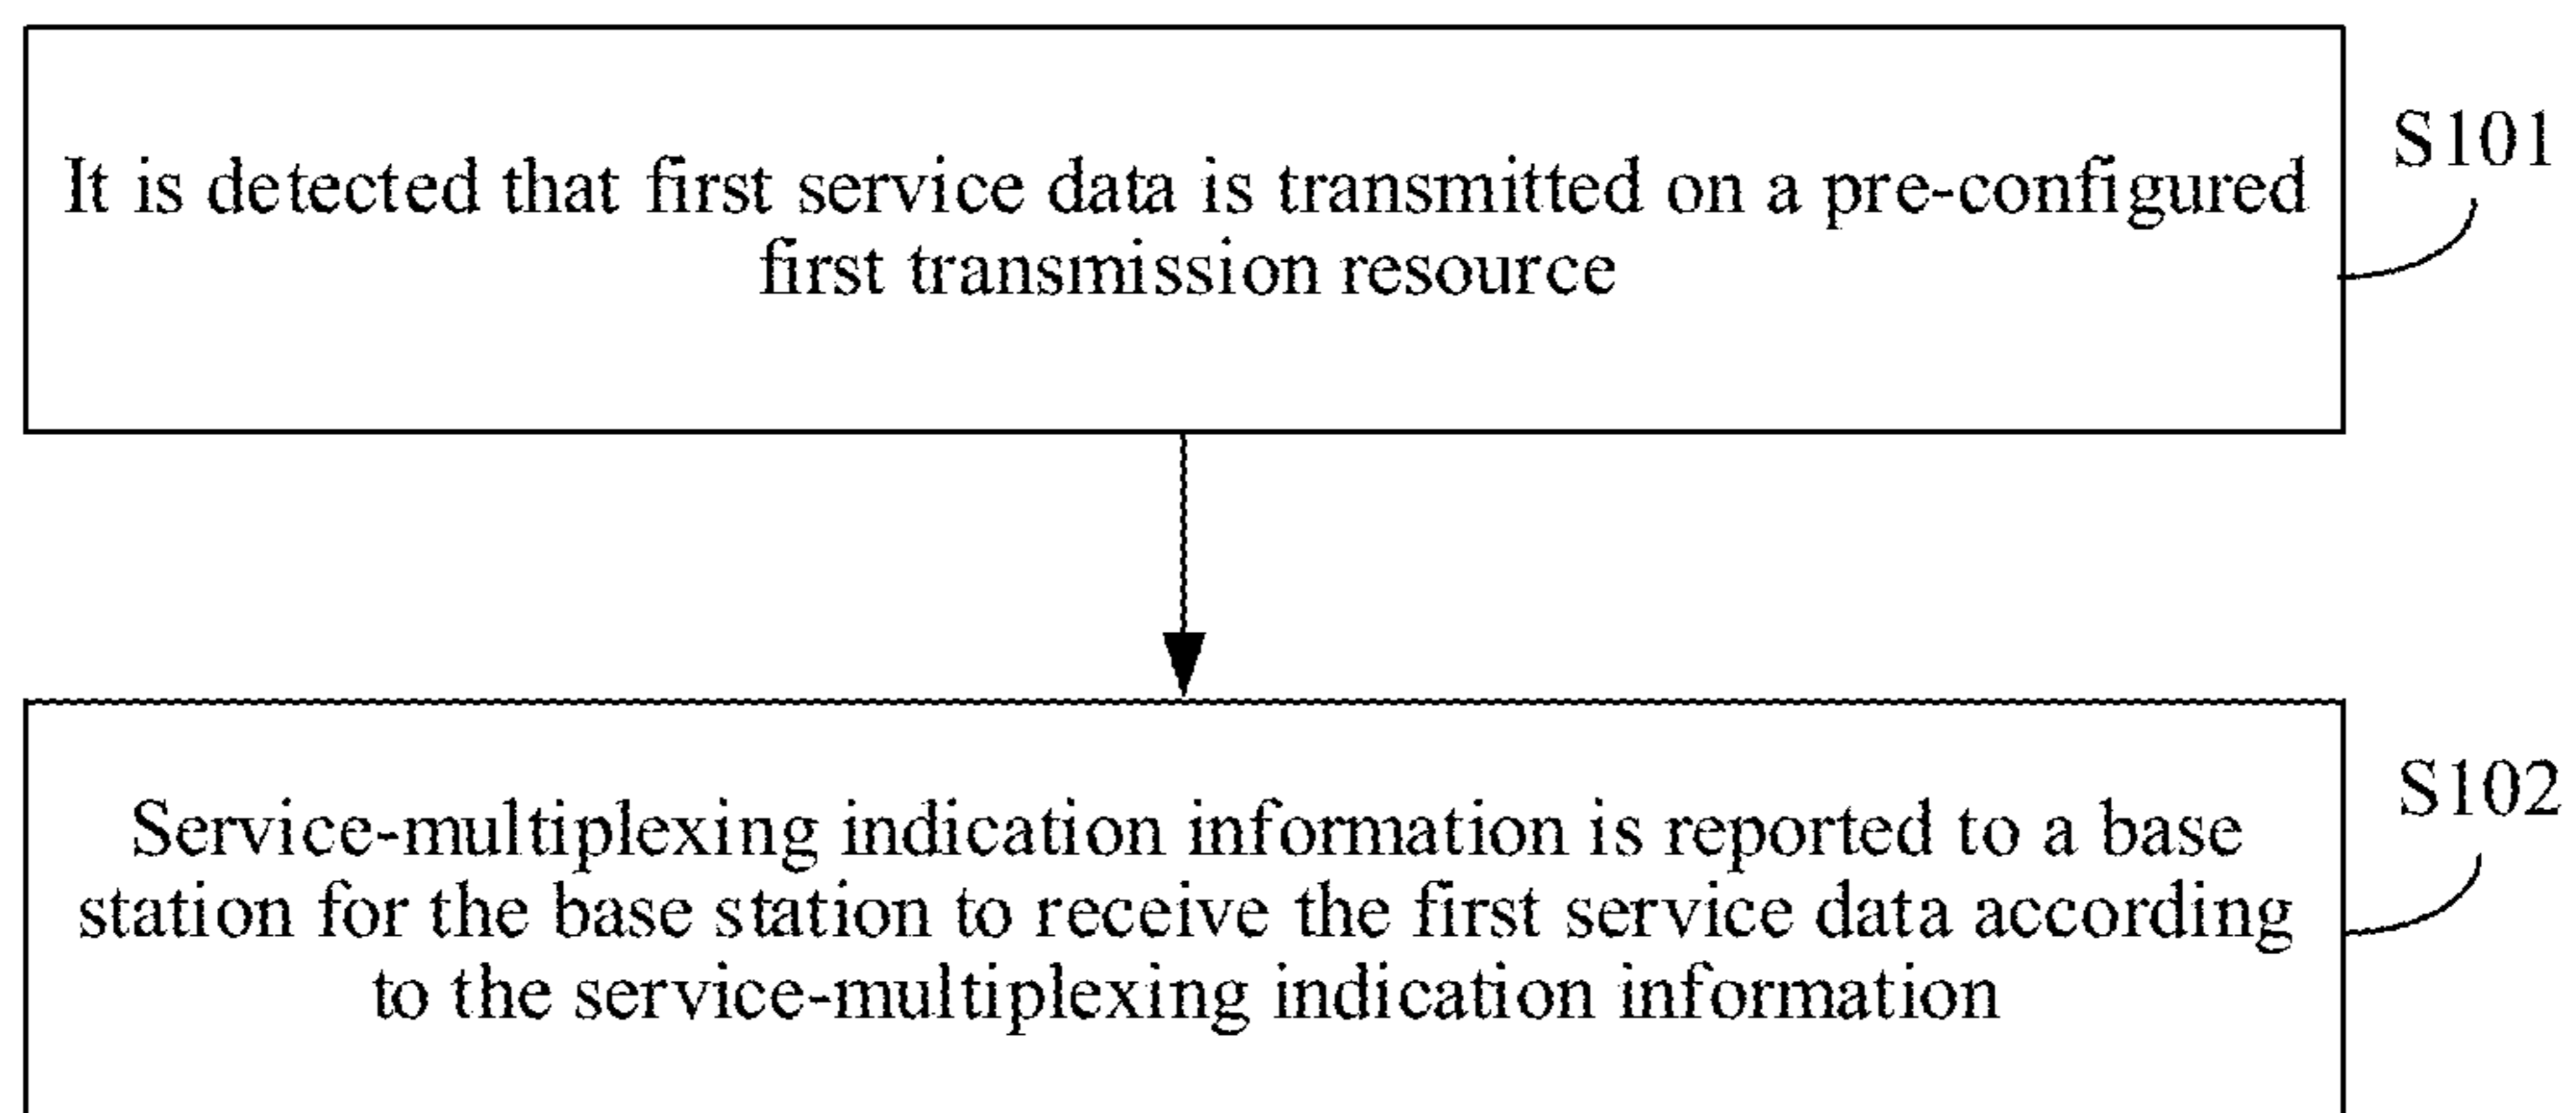 It is detected that first service data is transmitted on a pre-configured
first transmission resource
S101
Service-multiplexing indication information is reported to a base
station for the base station to receive the first service data according
to the service-multiplexing indication information
S102